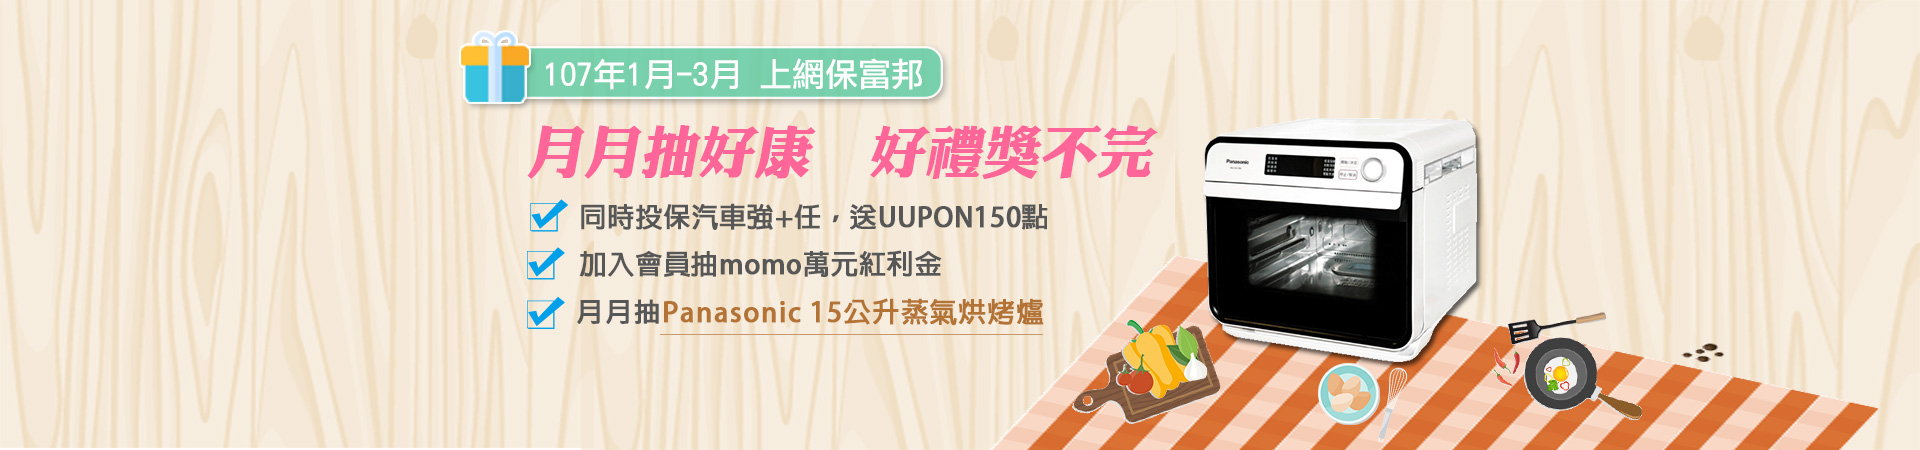 107年1月-3月 上網保富邦
月月抽好康 好禮獎不完
同時投保汽車強+任，送UUPON150點
加入會員抽momo萬元紅利金
月月抽Panasonic 15公升蒸氣烘烤爐
Panasonic